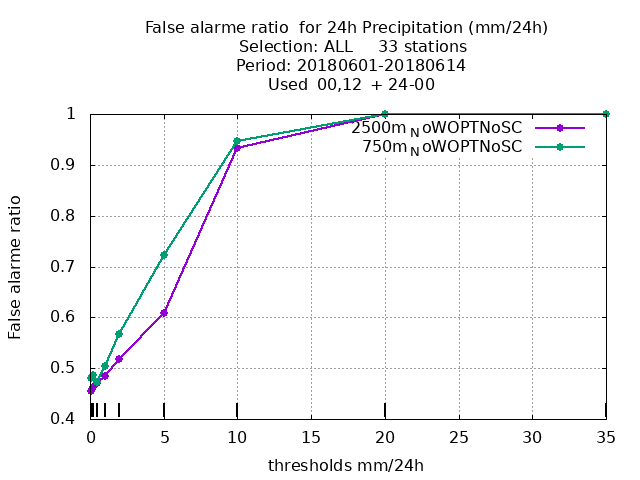 False alarme ratio  for 24h Precipitation (mm/24h)
Selection: ALL     33 stations
Period: 20180601-20180614
Used  00,12  + 24-00
2500m_NoWOPTNoSC
750m_NoWOPTNoSC
1
0.9
0.8
0.7
0.6
0.5
0.4
False alarme ratio
0 5 10 15 20 25 30 35
thresholds mm/24h